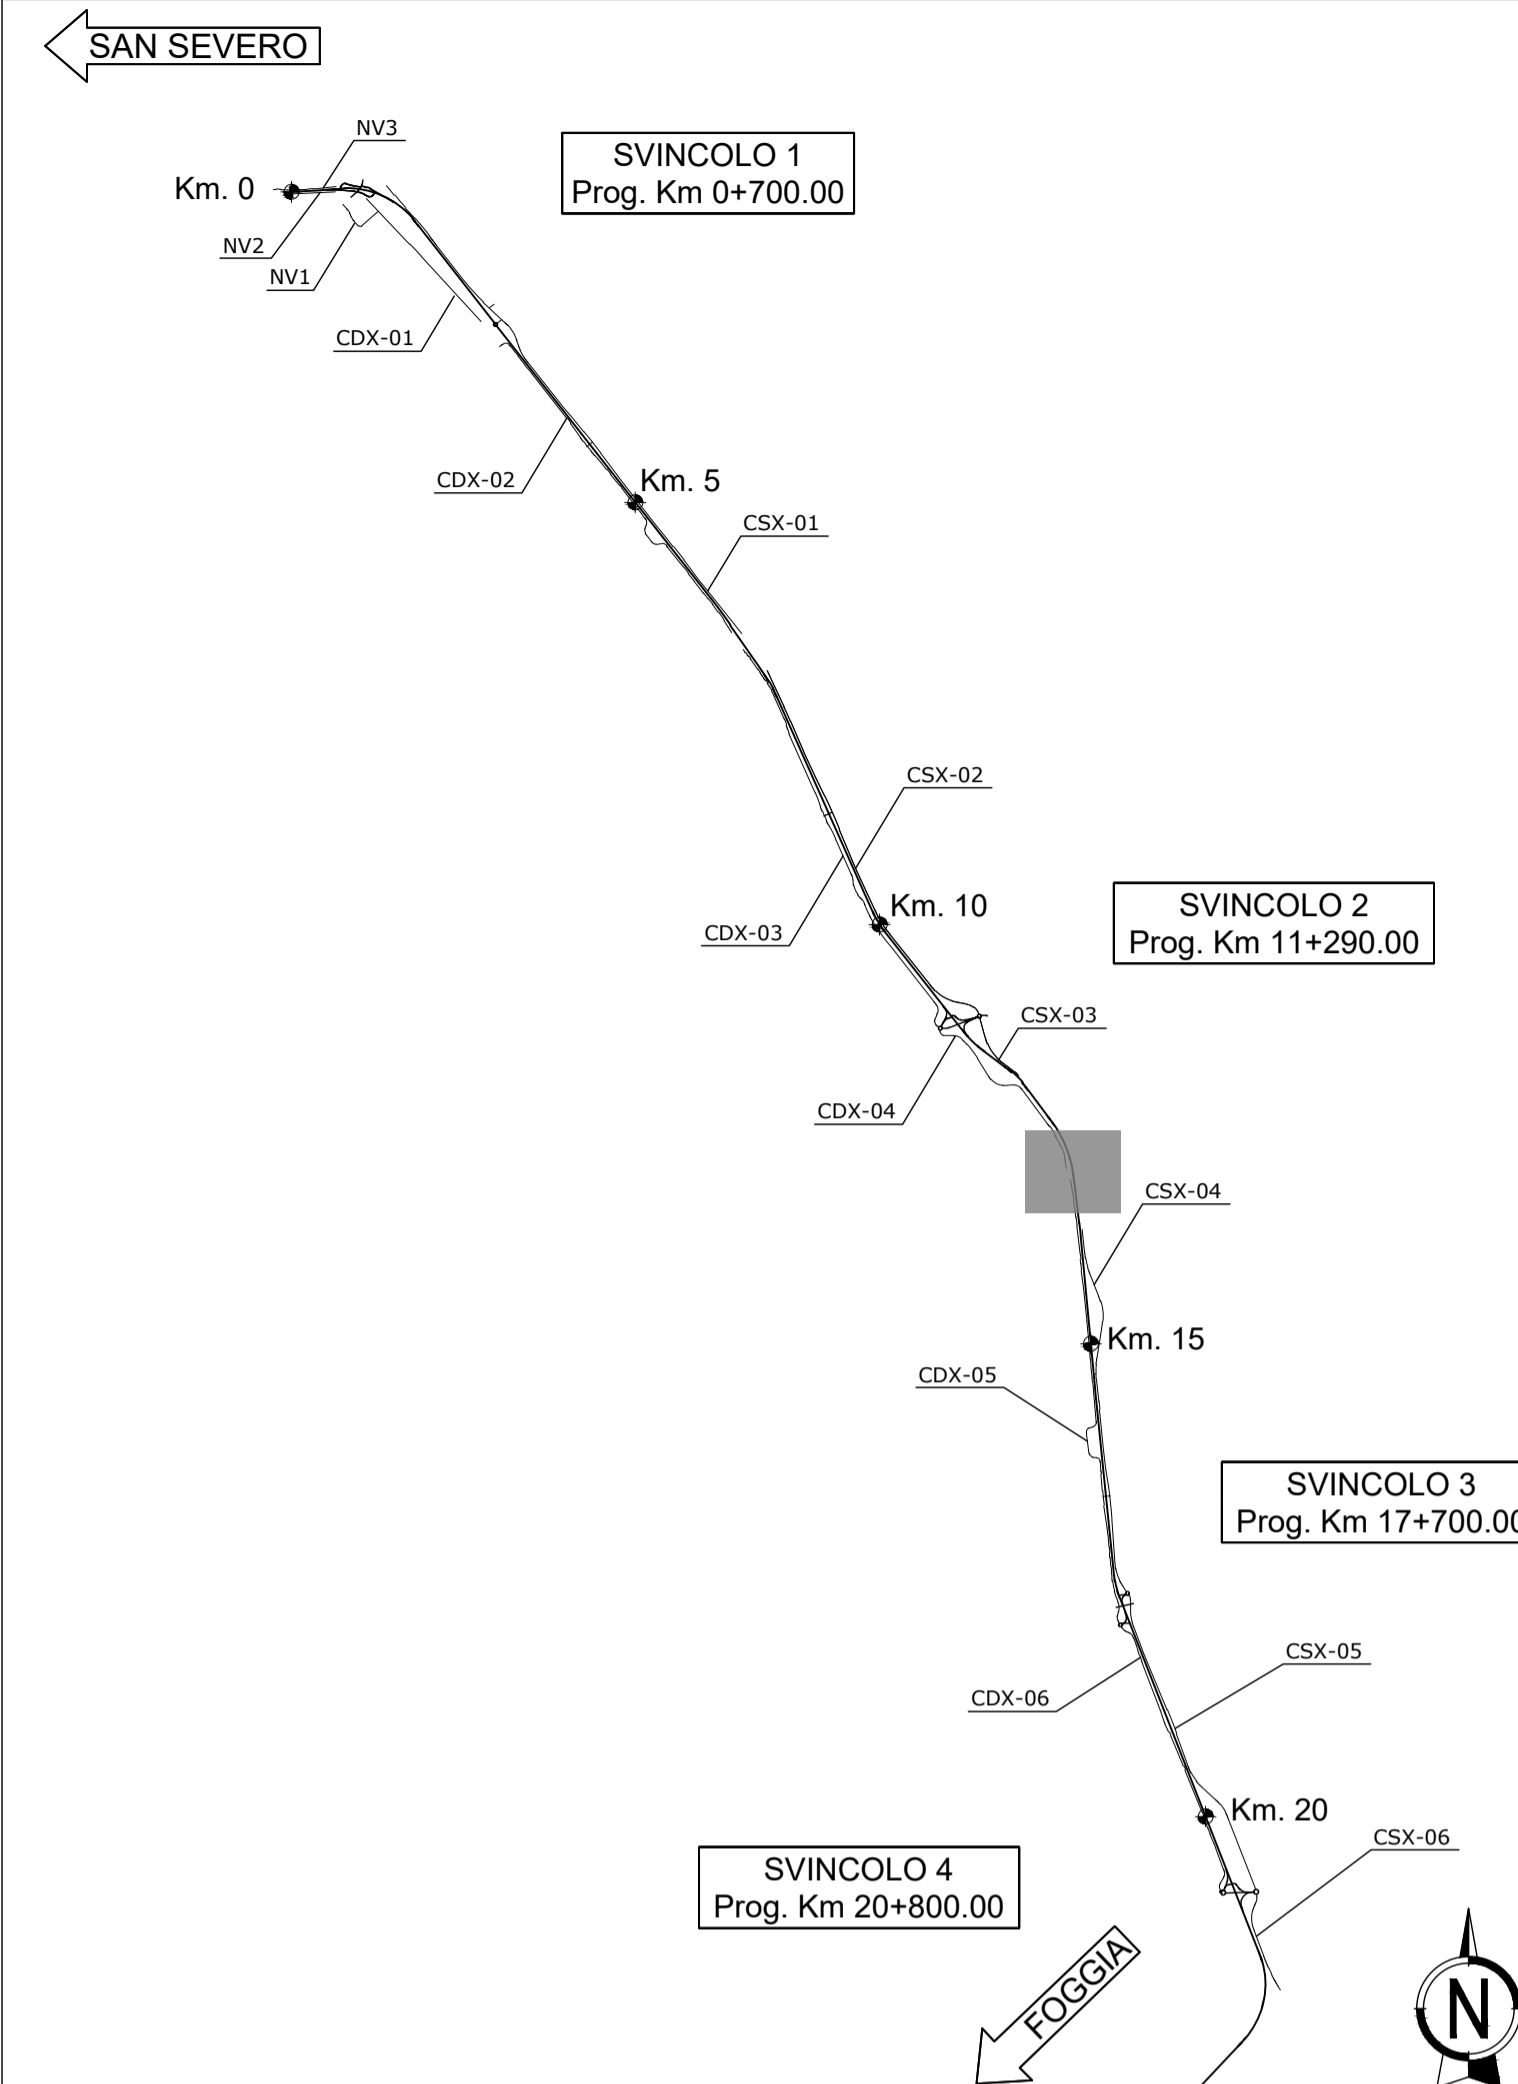 SAN SEVERO
NV3
SVINCOLO 1
Prog. Km 0+700.00
Km. 0
NV2
NV1
CDX-01
CDX-02
Km. 5
CSX-01
CSX-02
Km. 10
CDX-03
SVINCOLO 2
Prog. Km 11+290.00
CSX-03
CDX-04
CSX-04
Km. 15
CDX-05
SVINCOLO 3
Prog. Km 17+700.00
CSX-05
CDX-06
Km. 20
CSX-06
SVINCOLO 4
Prog. Km 20+800.00
FOGGIA
N